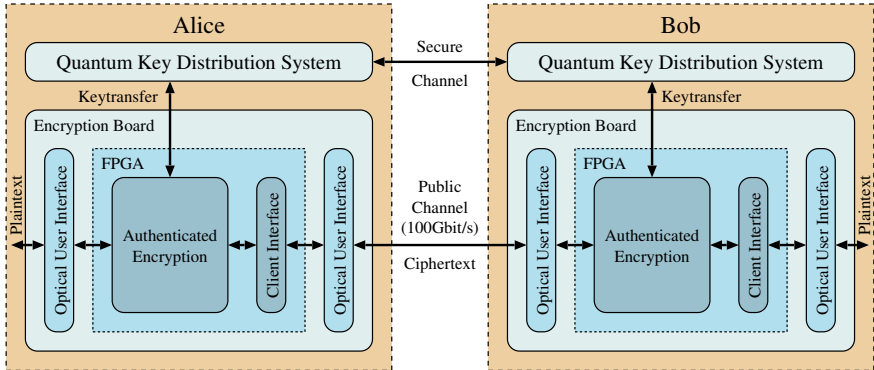 Alice
Quantum Key Distribution System
Keytransfer
Encryption Board
FPGA
Plaintext
Optical User Interface
Authenticated
Encryption
Client Interface
Optical User Interface
Secure
Channel
Public
Channel
(100Gbit/s)
Ciphertext
Bob
Quantum Key Distribution System
Keytransfer
Encryption Board
FPGA
Optical User Interface
Authenticated
Encryption
Client Interface
Optical User Interface
Plaintext